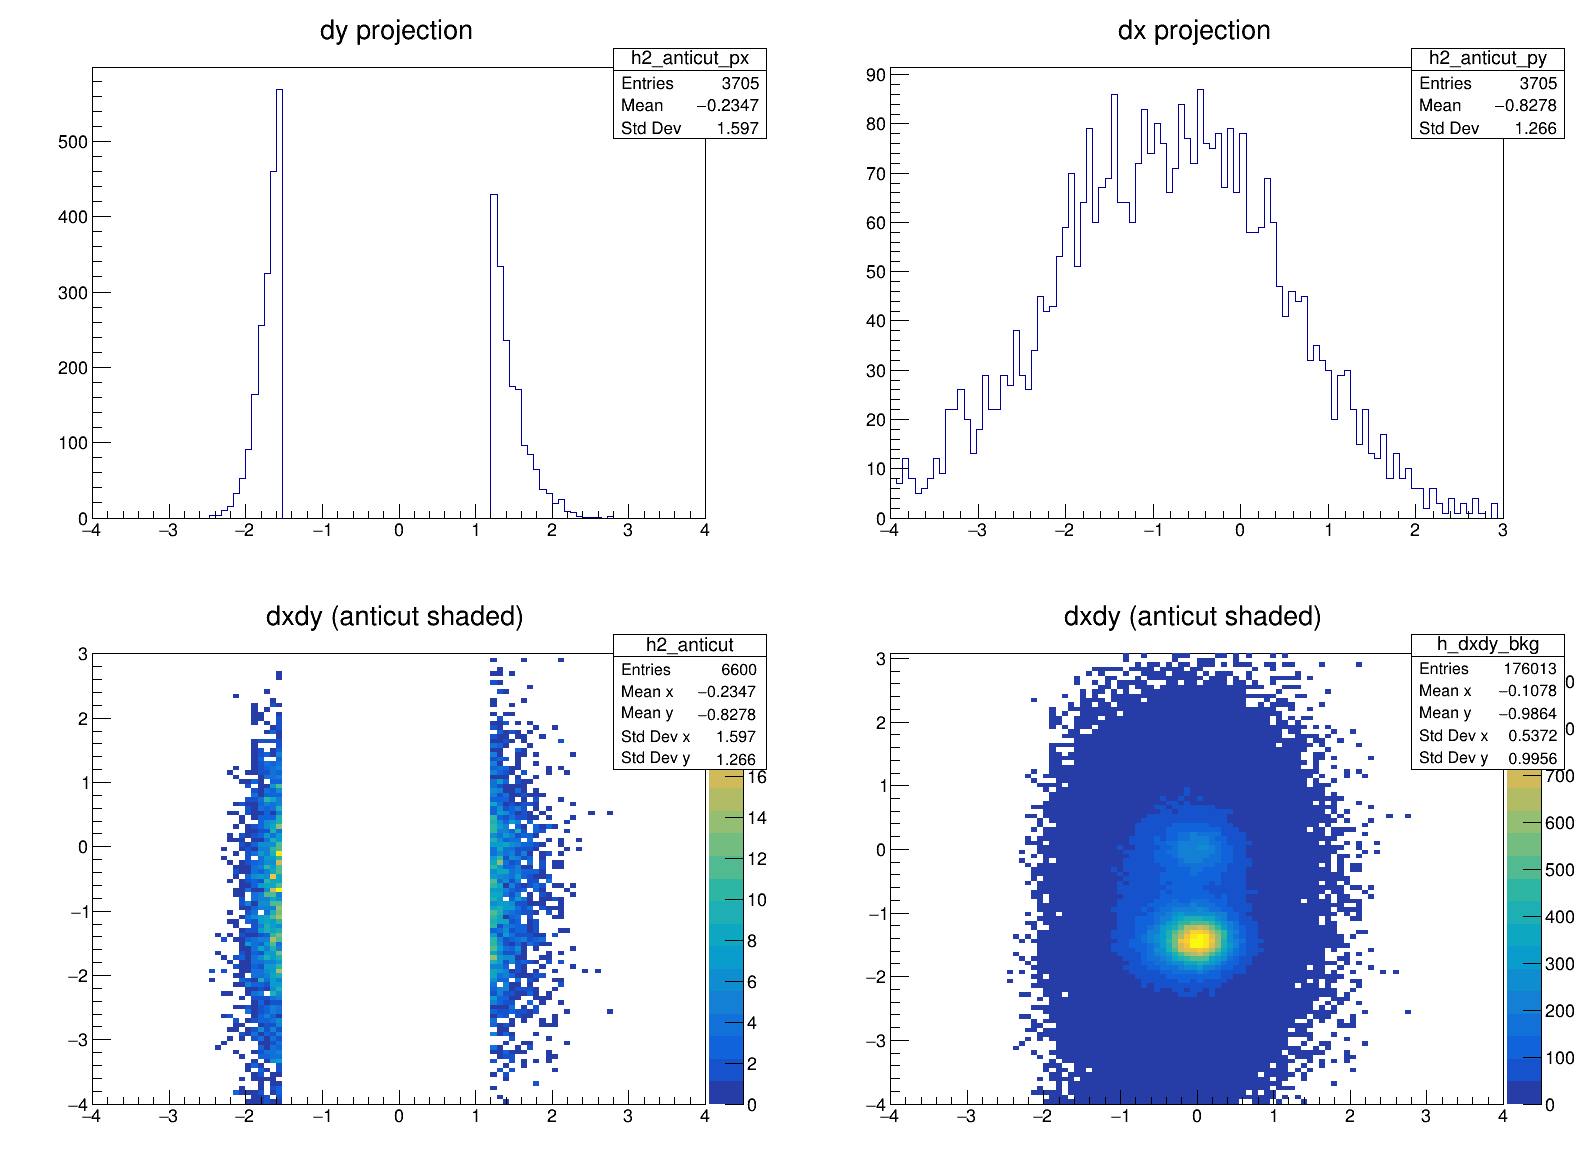 dy projection
h2_anticut_px
Entries 3705
Mean −0.2347
Std Dev 1.597
500
400
300
200
100
0
−4 −3 −2 −1 0 1 2 3 4
dx projection
h2_anticut_py
Entries 3705
Mean −0.8278
Std Dev 1.266
90
80
70
60
50
40
30
20
10
0
−4 −3 −2 −1 0 1 2 3
dxdy (anticut shaded)
h2_anticut
Entries 6600
Mean x −0.2347
Mean y −0.8278
Std Dev x 1.597
Std Dev y 1.266
3
2
1
0
−1
−2
−3
−4
−4 −3 −2 −1 0 1 2 3 4
16
14
12
10
8
6
4
2
0
dxdy (anticut shaded)
h_dxdy_bkg
Entries 176013
Mean x −0.1078
Mean y −0.9864
Std Dev x 0.5372
Std Dev y 0.9956
3
2
1
0
−1
−2
−3
−4
−4 −3 −2 −1 0 1 2 3 4
0
0
700
600
500
400
300
200
100
0